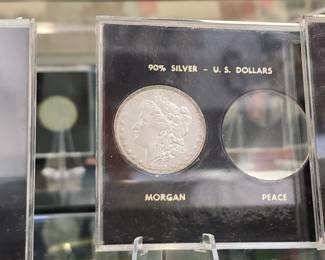 90% SILVER - U.S. DOLLARS
MORGAN PEACE